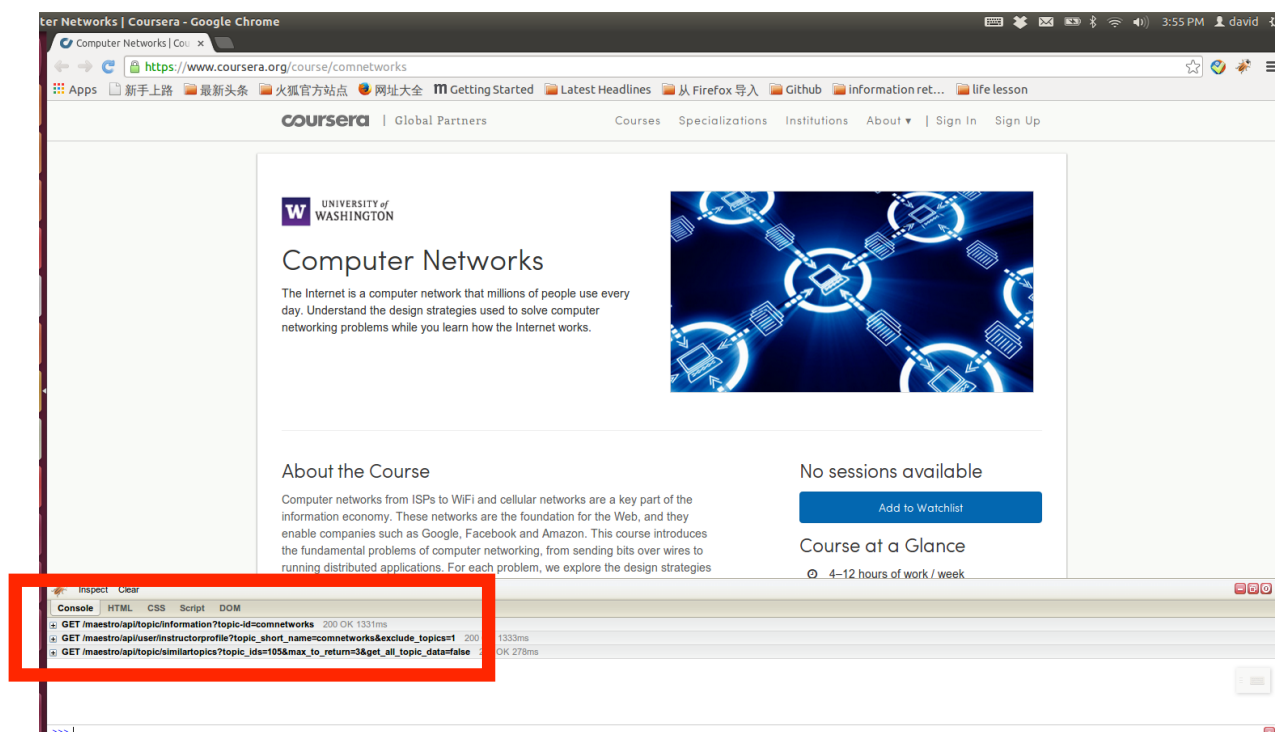 ter Networks | Coursera - Google Chrome 3:55 PM david
Computer Networks | Cou ×
https://www.coursera.org/course/comnetworks
Apps 新手上路 最新头条 火狐官方站点 网址大全 Getting Started Latest Headlines 从 Firefox 导入 Github information ret... life lesson
coursera | Global Partners Courses Specializations Institutions About ▾ | Sign In Sign Up
W UNIVERSITY of
WASHINGTON
Computer Networks
The Internet is a computer network that millions of people use every
day. Understand the design strategies used to solve computer
networking problems while you learn how the Internet works.
About the Course
Computer networks from ISPs to WiFi and cellular networks are a key part of the
information economy. These networks are the foundation for the Web, and they
enable companies such as Google, Facebook and Amazon. This course introduces
the fundamental problems of computer networking, from sending bits over wires to
running distributed applications. For each problem, we explore the design strategies
No sessions available
Add to Watchlist
Course at a Glance
4–12 hours of work / week
Inspect Clear
Console HTML CSS Script DOM
GET /maestro/api/topic/information?topic-id=comnetworks 200 OK 1331ms
GET /maestro/api/user/instructorprofile?topic_short_name=comnetworks&exclude_topics=1 200 OK 1333ms
GET /maestro/api/topic/similartopics?topic_ids=105&max_to_return=3&get_all_topic_data=false OK 278ms
>>>